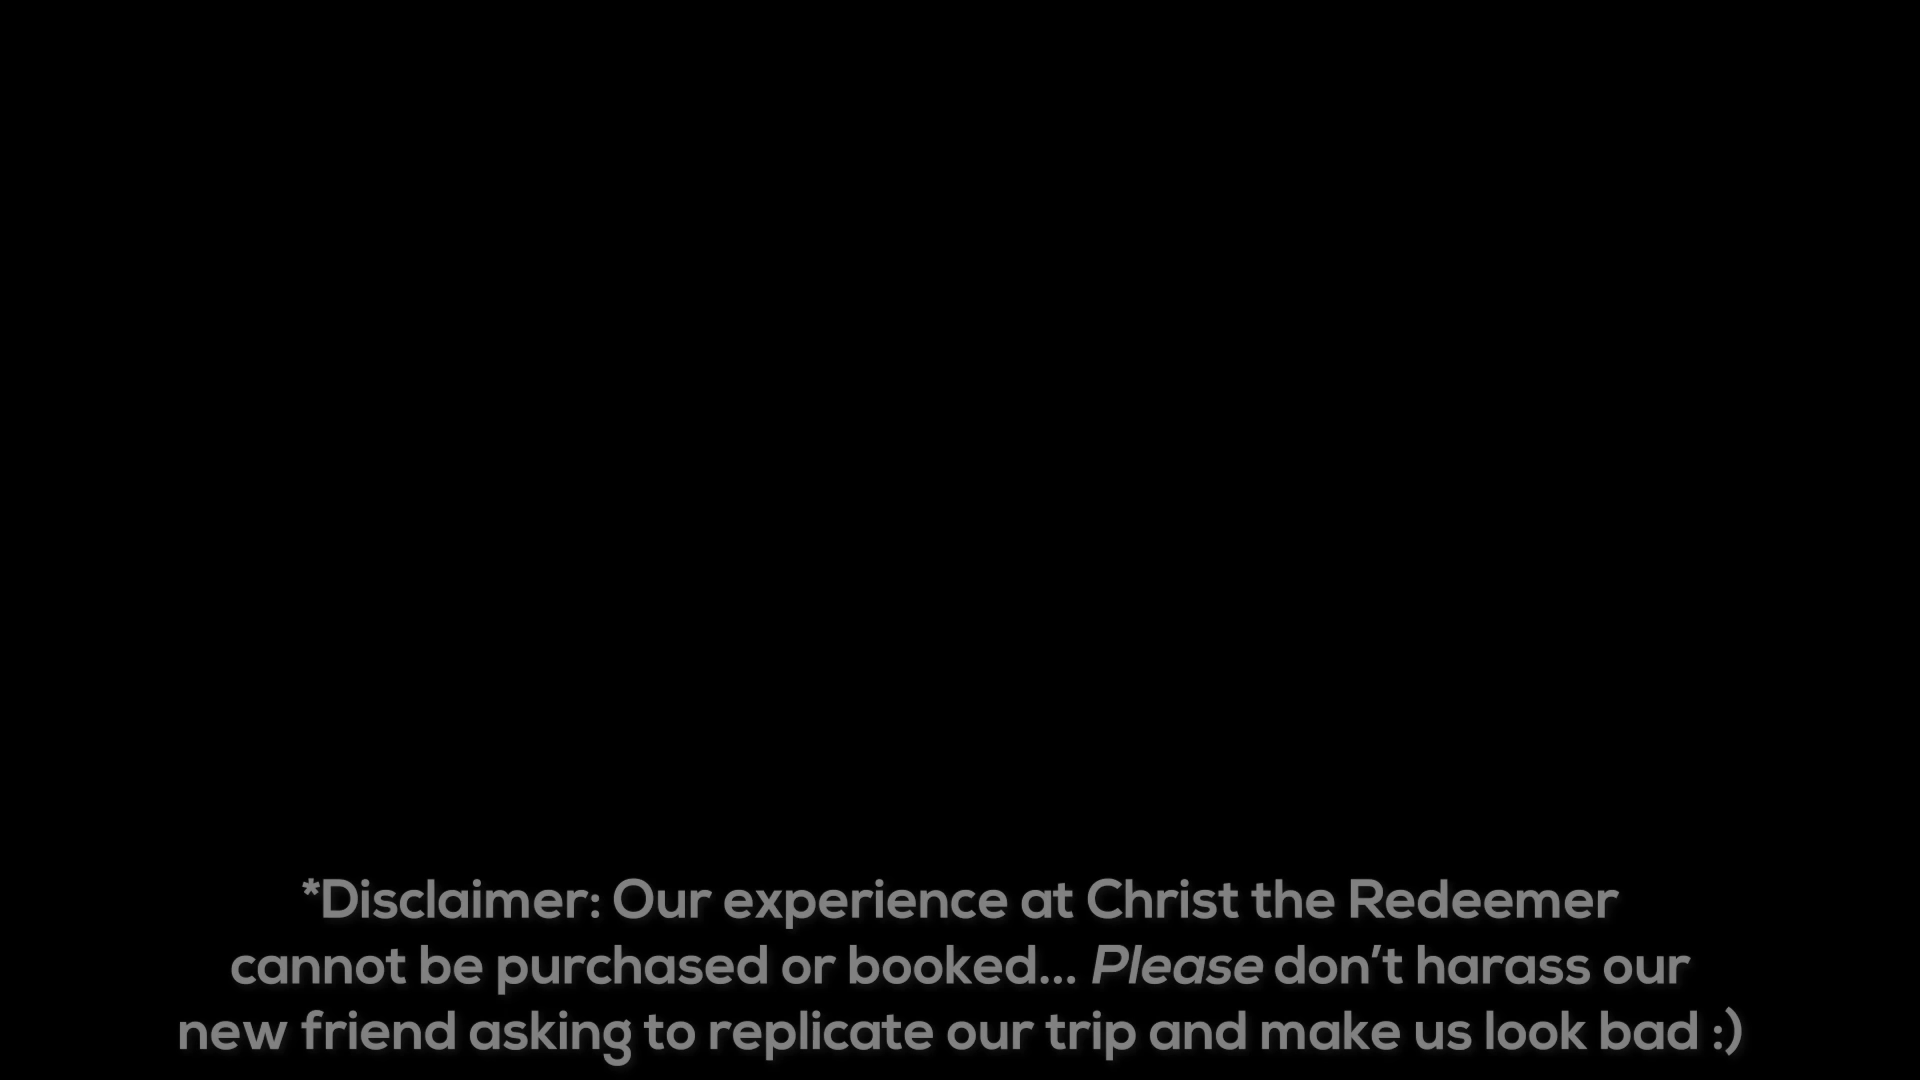 *Disclaimer: Our experience at Christ the Redeemer
cannot be purchased or booked... Please don’t harass our
new friend asking to replicate our trip and make us look bad :)